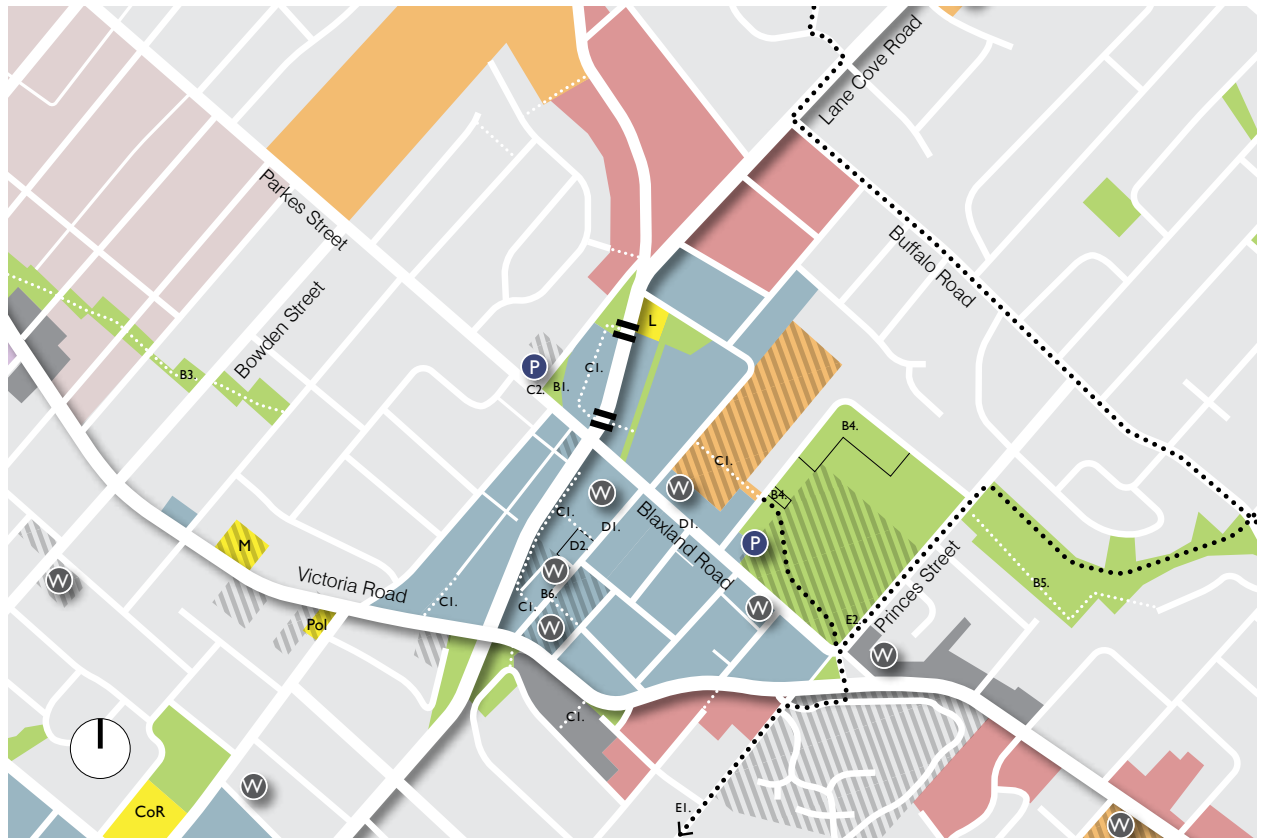 Lane Cove Road
Parkes Street
Buffalo Road
Bowden Street
L
B3.
P
C2.
B1.
C1.
B4.
C1.
W
W
B4.
C1.
D1.
D1.
Blaxland Road
P
D2.
M
W
W
B6.
C1.
Victoria Road
C1.
W
Pol
W
E2.
Princes Street
B5.
W
C1.
W
CoR
E1.
W